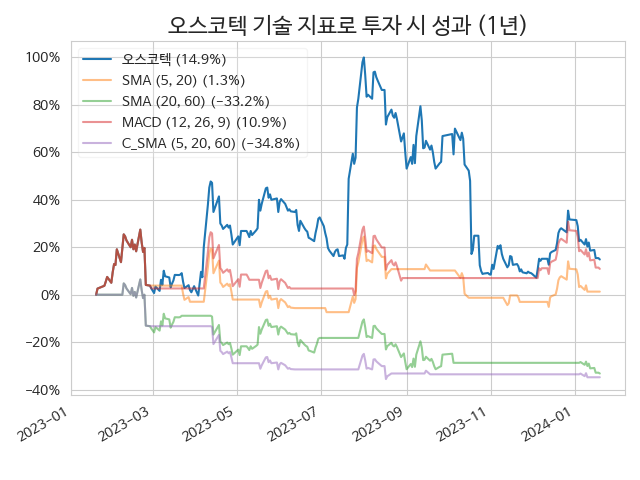 오스코텍 기술 지표로 투자 시 성과 (1년)
100%
80%
60%
40%
20%
0%
−20%
−40%
오스코텍 (14.9%)
SMA (5, 20) (1.3%)
SMA (20, 60) (−33.2%)
MACD (12, 26, 9) (10.9%)
C_SMA (5, 20, 60) (−34.8%)
2023−01
2023−03
2023−05
2023−07
2023−09
2023−11
2024−01